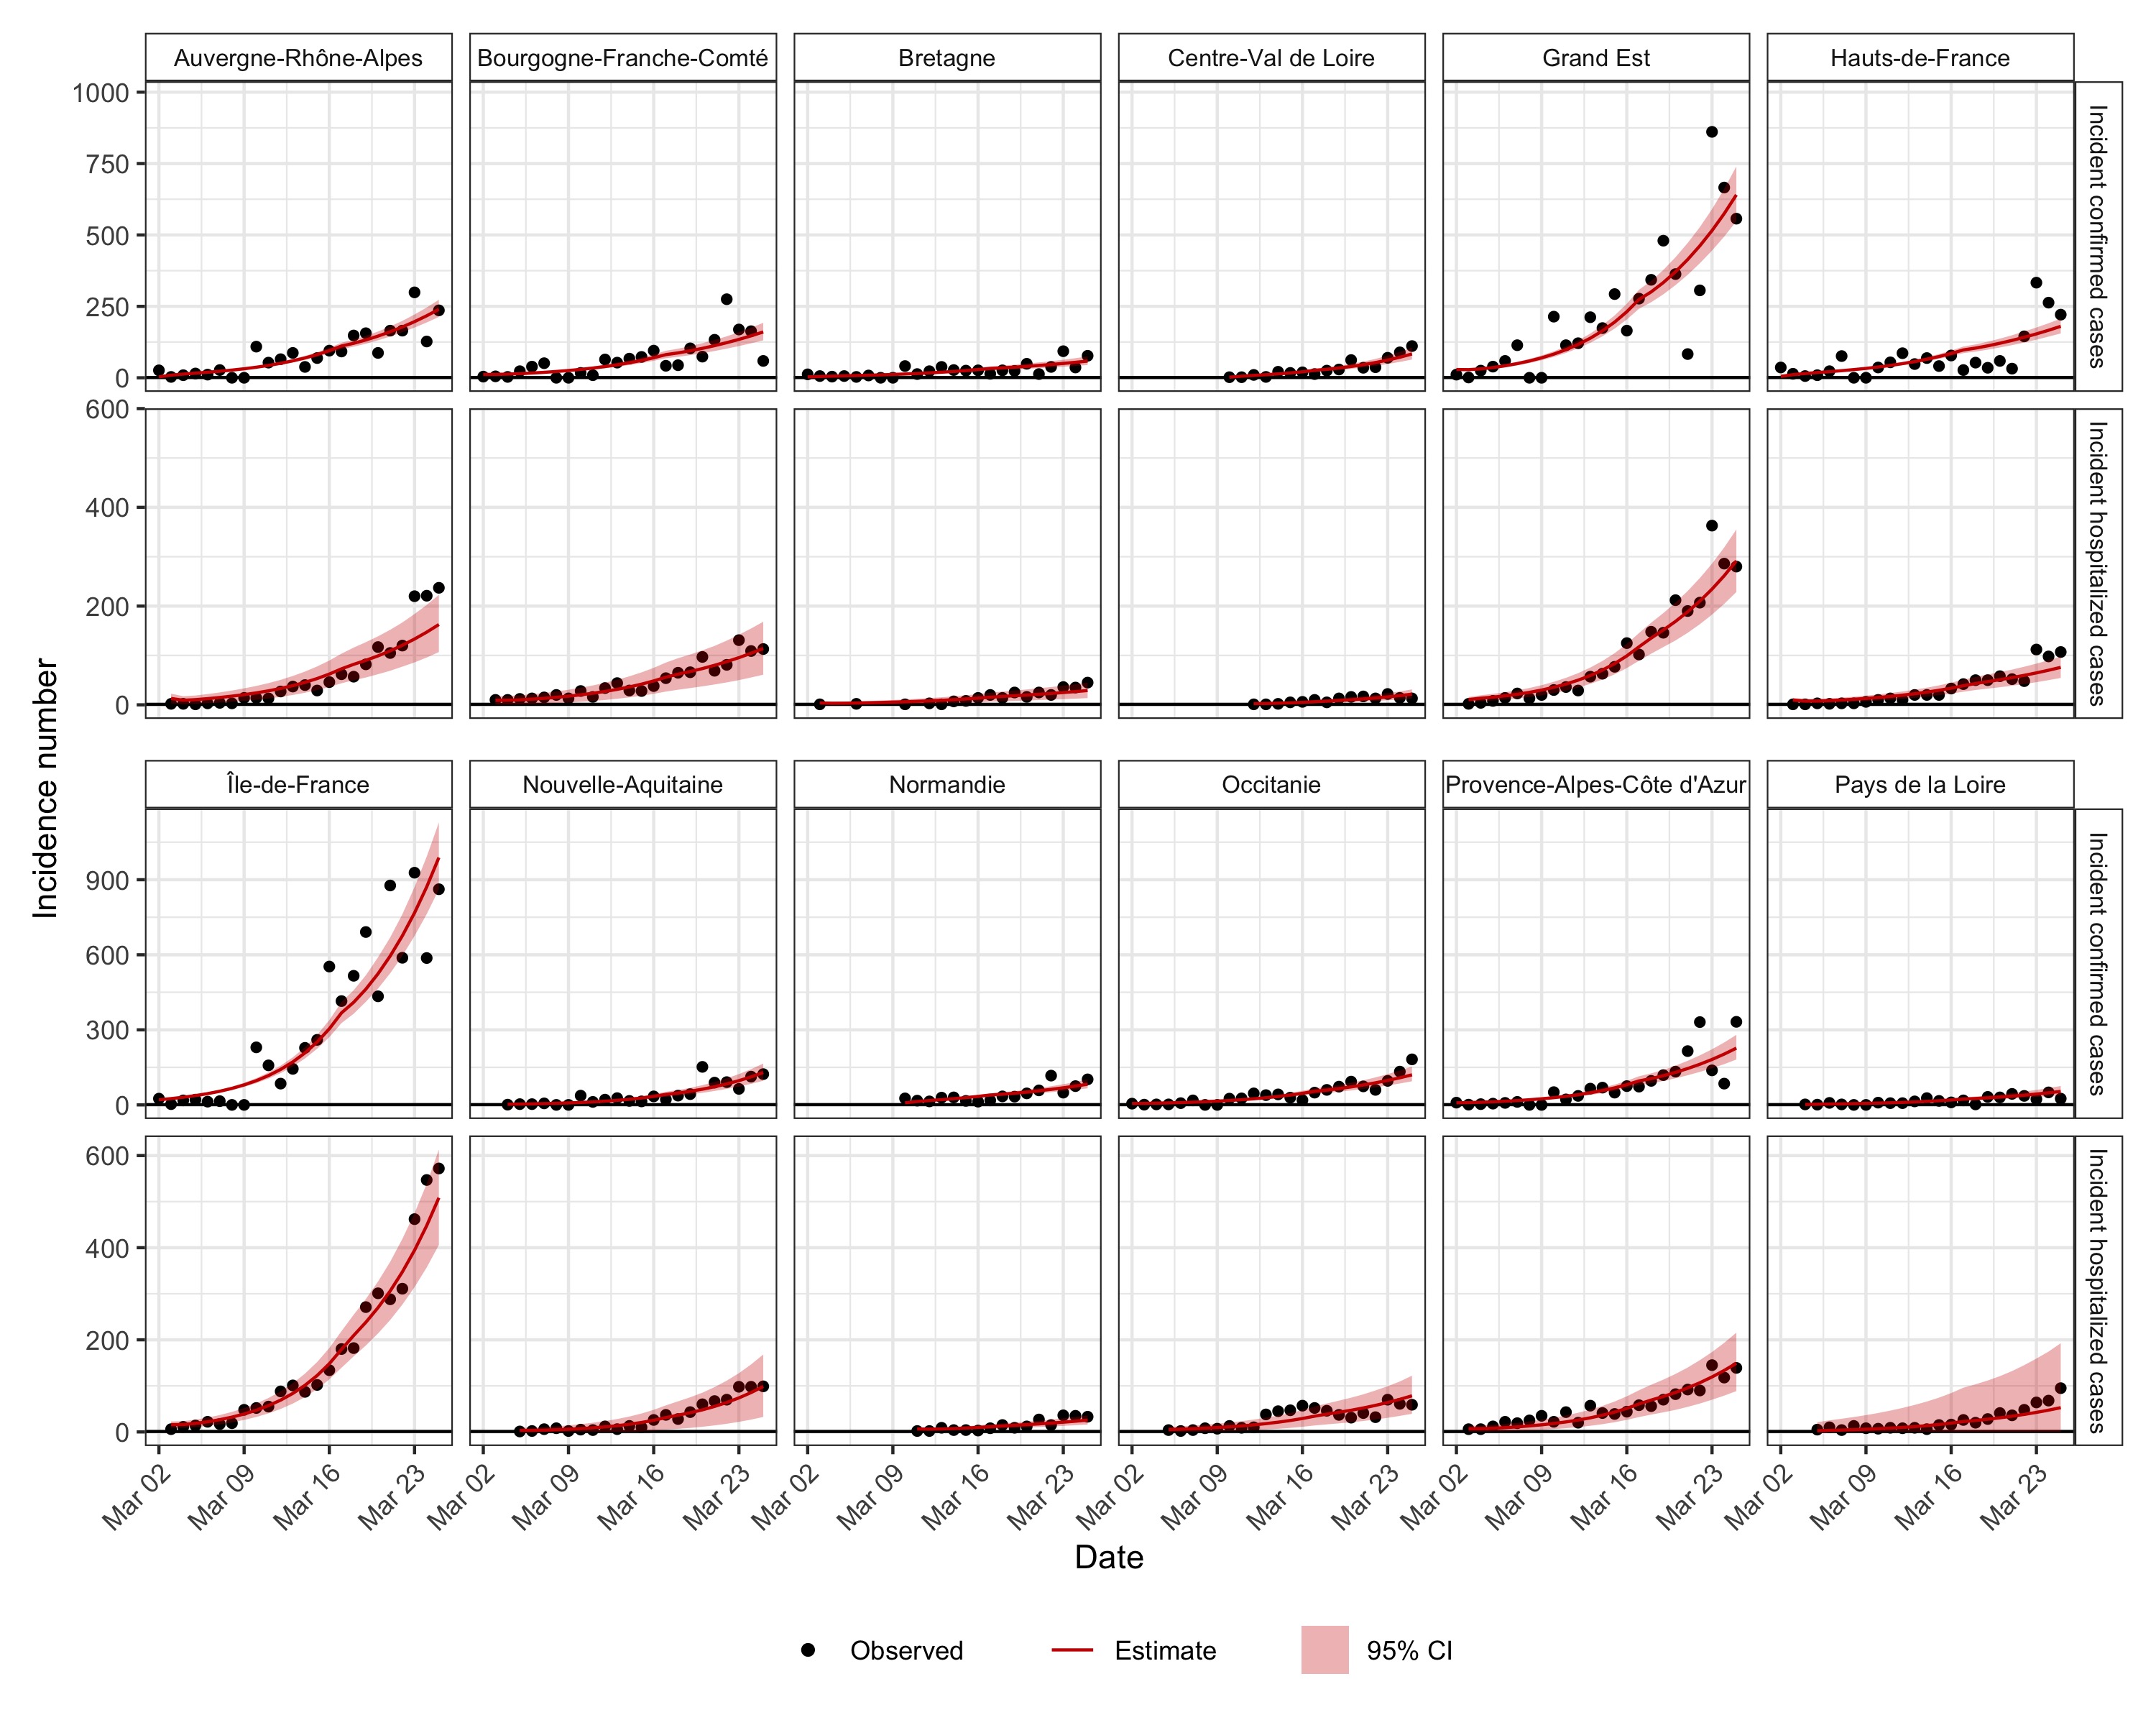 Auvergne-Rhône-Alpes
Bourgogne-Franche-Comté
Bretagne
Centre-Val de Loire
Grand Est
Hauts-de-France
1000
750
500
250
0
Incident confirmed cases
600
400
200
0
Incident hospitalized cases
Incidence number
Île-de-France
Nouvelle-Aquitaine
Normandie
Occitanie
Provence-Alpes-Côte d'Azur
Pays de la Loire
900
600
300
0
Incident confirmed cases
600
400
200
0
Incident hospitalized cases
Mar 02
Mar 09
Mar 16
Mar 23
Mar 02
Mar 09
Mar 16
Mar 23
Mar 02
Mar 09
Mar 16
Mar 23
Mar 02
Mar 09
Mar 16
Mar 23
Mar 02
Mar 09
Mar 16
Mar 23
Mar 02
Mar 09
Mar 16
Mar 23
Date
Observed
Estimate
95% CI